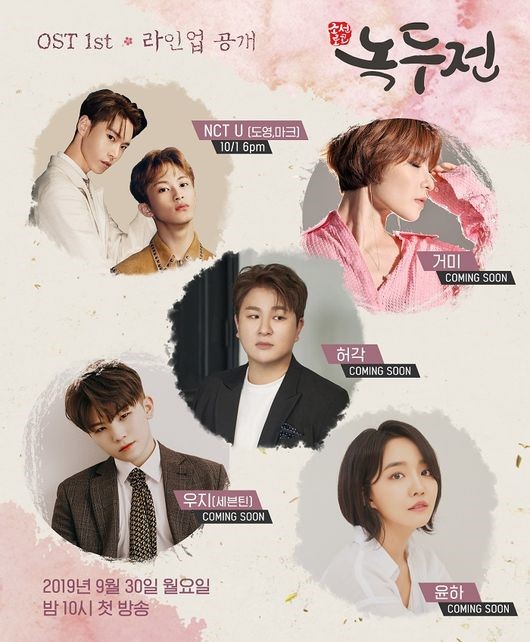 OST 1st 라인업 공개
조선
로코
녹두전
NCT U (도영,마크)
10/1 6pm
거미
COMING SOON
허각
COMING SOON
우지(세븐틴)
COMING SOON
윤하
COMING SOON
2019년 9월 30일 월요일
밤 10시 첫 방송